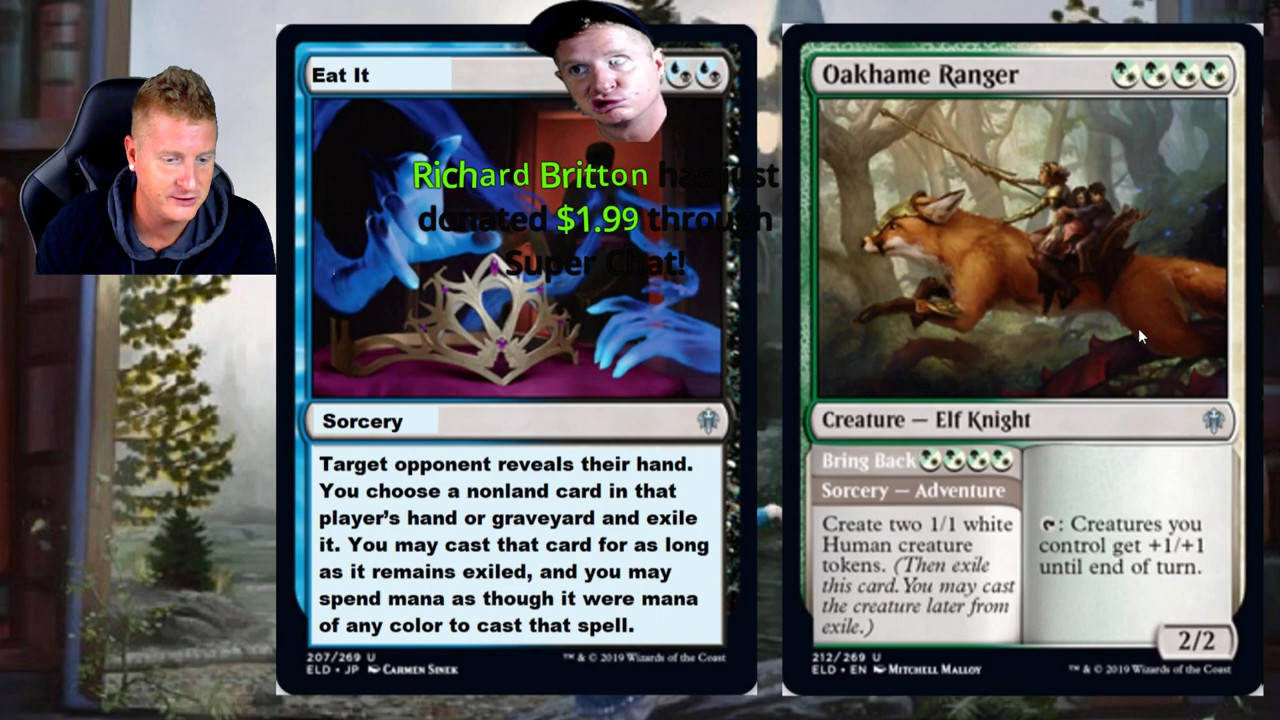 Eat It
Richard Britton has just
donated $1.99 through
Super Chat!
Sorcery
Target opponent reveals their hand.
You choose a nonland card in that
player’s hand or graveyard and exile
it. You may cast that card for as long
as it remains exiled, and you may
spend mana as though it were mana
of any color to cast that spell.
207/269 U
ELD • JP CARMEN SINEK
™ & © 2019 Wizards of the Coast
Oakhame Ranger
Creature — Elf Knight
Bring Back
Sorcery — Adventure
Create two 1/1 white
Human creature
tokens. (Then exile
this card. You may cast
the creature later from
exile.)
: Creatures you
control get +1/+1
until end of turn.
2/2
212/269 U
ELD • EN MITCHELL MALLOY
™ & © 2019 Wizards of the Coast